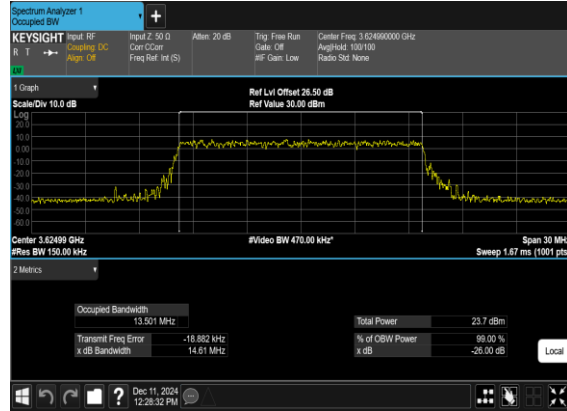 Spectrum Analyzer 1
Occupied BW
+
KEYSIGHT Input: RF Input Z: 50 Ω Atten: 20 dB Trig: Free Run Center Freq: 3.624990000 GHz
R T Coupling: DC Corr CCorr Gate: Off Avg|Hold: 100/100
Align: Off Freq Ref: Int (S) #IF Gain: Low Radio Std: None
LW
1 Graph
Ref Lvl Offset 26.50 dB
Scale/Div 10.0 dB Ref Value 30.00 dBm
Log
20.0
10.0
0.00
-10.0
-20.0
-30.0
-40.0
-50.0
-60.0
Center 3.62499 GHz #Video BW 470.00 kHz* Span 30 MHz
#Res BW 150.00 kHz Sweep 1.67 ms (1001 pts
2 Metrics
Occupied Bandwidth
13.501 MHz Total Power 23.7 dBm
Transmit Freq Error -18.882 kHz % of OBW Power 99.00 %
x dB Bandwidth 14.61 MHz x dB -26.00 dB
Local
? Dec 11, 2024
12:28:32 PM